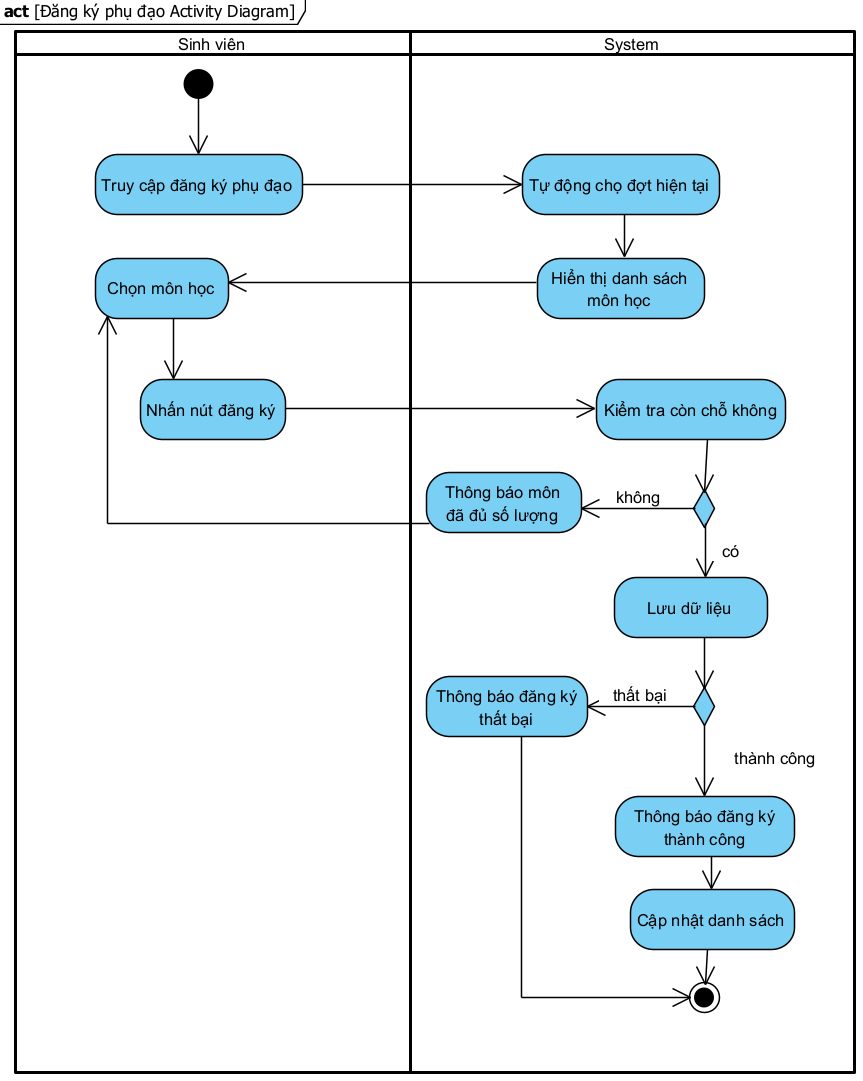 act [Đăng ký phụ đạo Activity Diagram]
Sinh viên
System
Truy cập đăng ký phụ đạo
Tự động chọ đợt hiện tại
Hiển thị danh sách
môn học
Chọn môn học
Nhấn nút đăng ký
Kiểm tra còn chỗ không
không
Thông báo môn
đã đủ số lượng
có
Lưu dữ liệu
thất bại
Thông báo đăng ký
thất bại
thành công
Thông báo đăng ký
thành công
Cập nhật danh sách